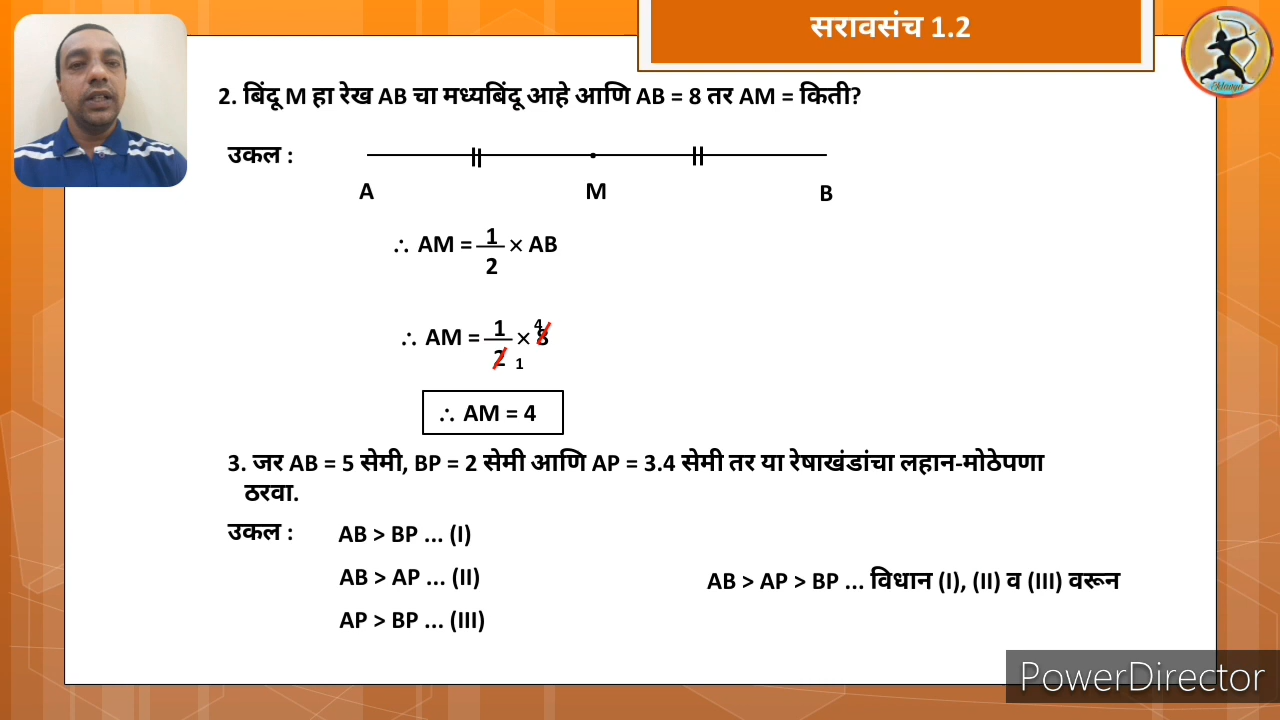 सरावसंच 1.2
2. बिंदू M हा रेख AB चा मध्यबिंदू आहे आणि AB = 8 तर AM = किती?
उकल :
A M B
∴ AM = 1/2 × AB
∴ AM = 1/2 × 8 4 1
∴ AM = 4
3. जर AB = 5 सेमी, BP = 2 सेमी आणि AP = 3.4 सेमी तर या रेषाखंडांचा लहान-मोठेपणा
ठरवा.
उकल : AB > BP ... (I)
AB > AP ... (II)
AB > AP > BP ... विधान (I), (II) व (III) वरून
AP > BP ... (III)
PowerDirector